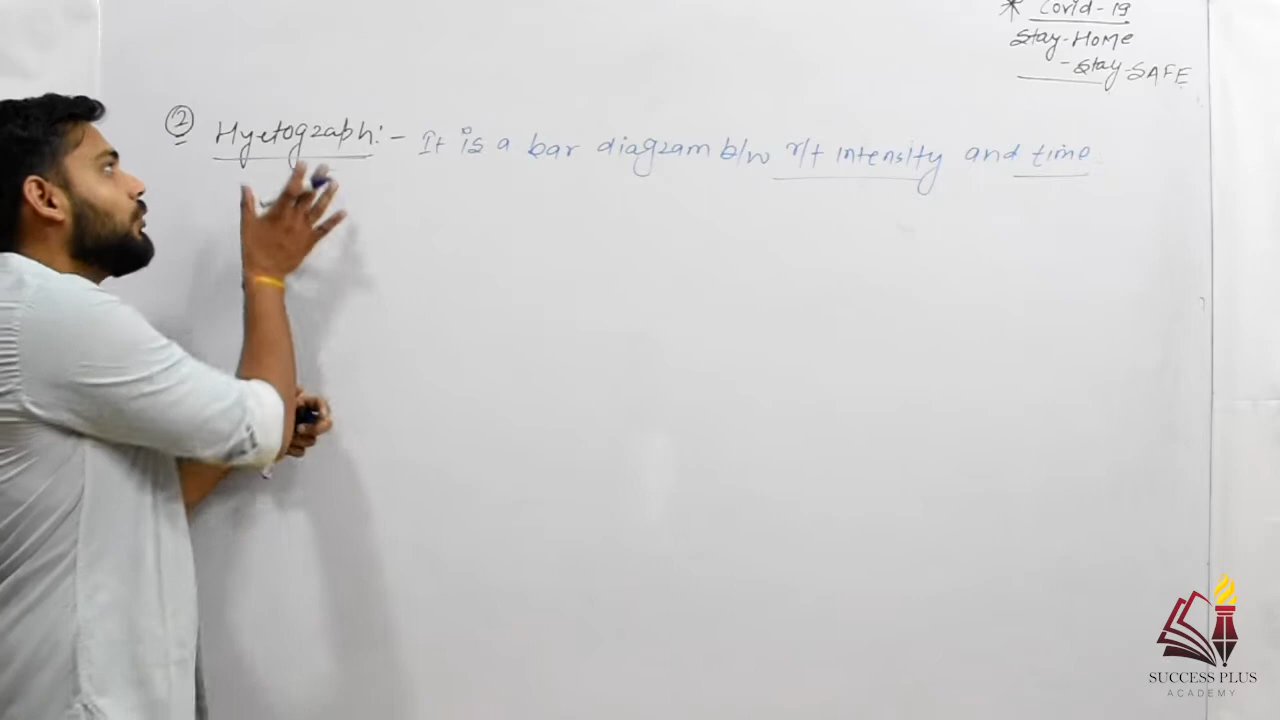 * Covid-19
Stay-Home
- Stay-SAFE
② Hyetograph:- It is a bar diagram b/w r/f intensity and time
SUCCESS PLUS
ACADEMY